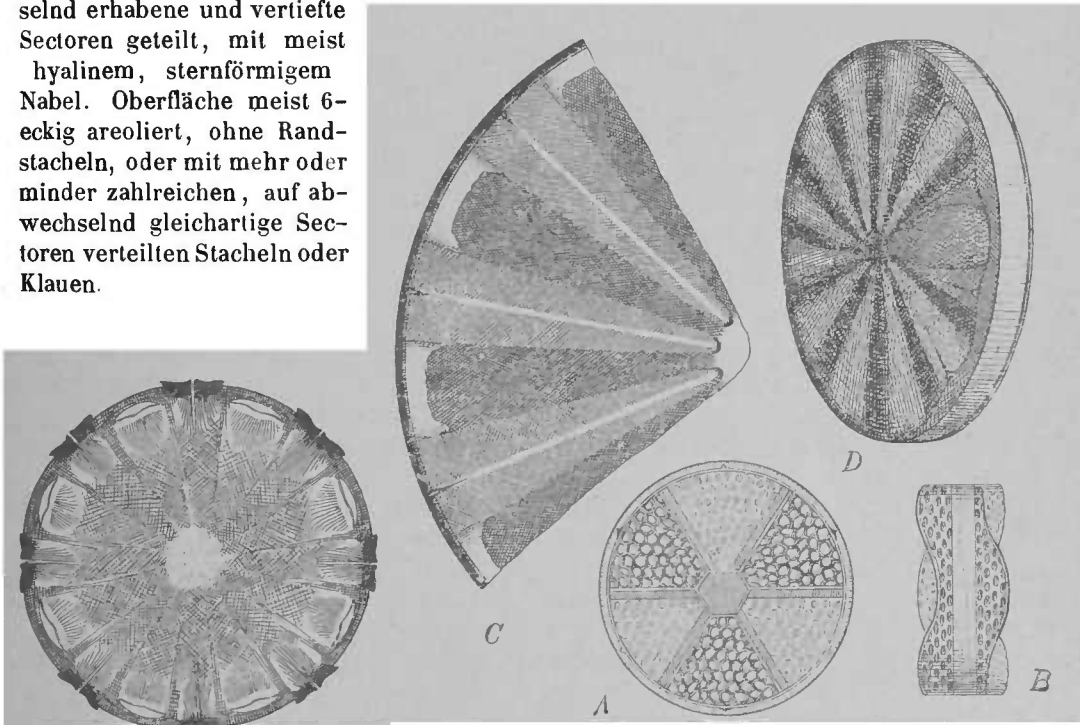 selnd erhabene und vertiefte
Sectoren geteilt, mit meist
hyalinem, sternförmigem
Nabel. Oberfläche meist 6-
eckig areoliert, ohne Rand-
stacheln, oder mit mehr oder
minder zahlreichen, auf ab-
wechselnd gleichartige Sec-
toren verteilten Stacheln oder
Klauen.
D
C
A
B